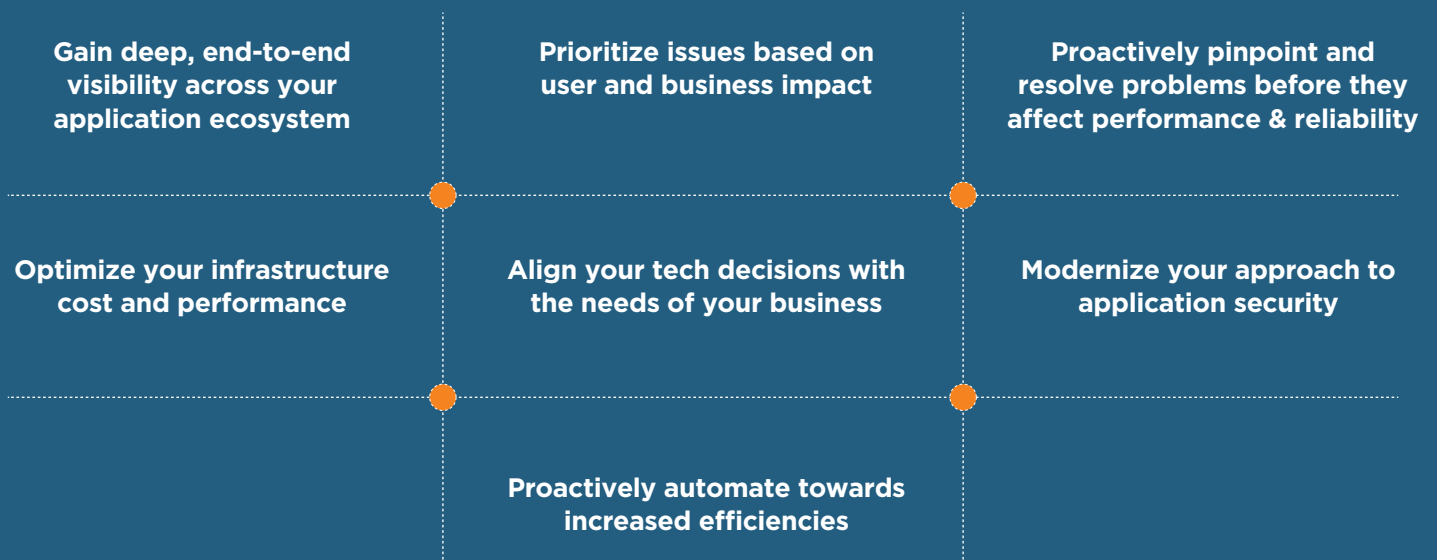 Gain deep, end-to-end
visibility across your
application ecosystem
Prioritize issues based on
user and business impact
Proactively pinpoint and
resolve problems before they
affect performance & reliability
Optimize your infrastructure
cost and performance
Align your tech decisions with
the needs of your business
Modernize your approach to
application security
Proactively automate towards
increased efficiencies